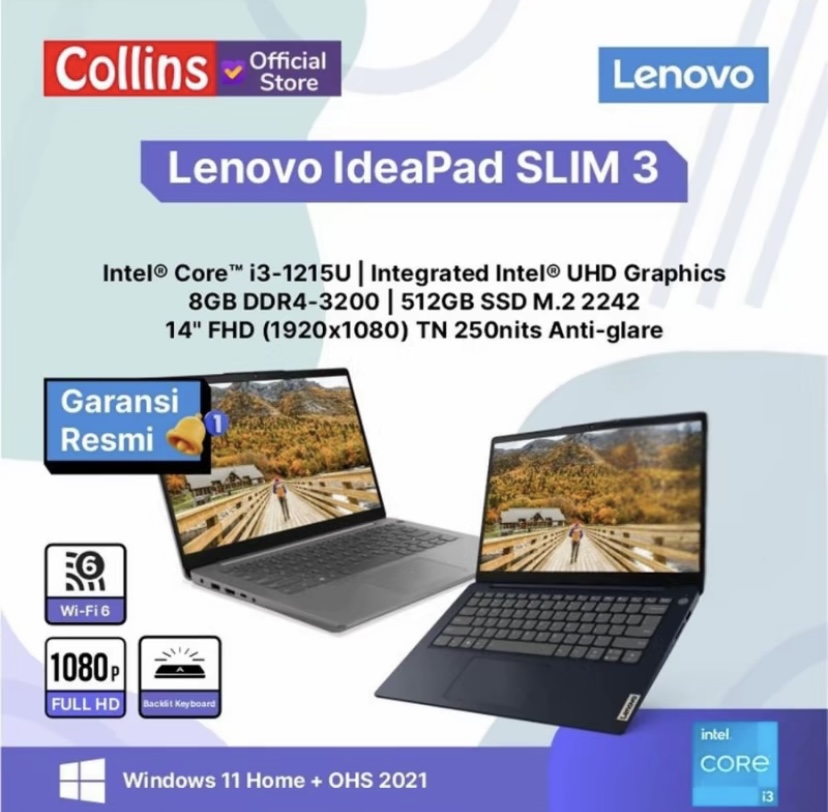 Collins Official
Store
Lenovo
Lenovo IdeaPad SLIM 3
Intel® Core™ i3-1215U | Integrated Intel® UHD Graphics
8GB DDR4-3200 | 512GB SSD M.2 2242
14" FHD (1920x1080) TN 250nits Anti-glare
Garansi
Resmi
1
6
Wi-Fi 6
1080p
FULL HD
Backlit Keyboard
Lenovo
Windows 11 Home + OHS 2021
intel.
CORE
i3